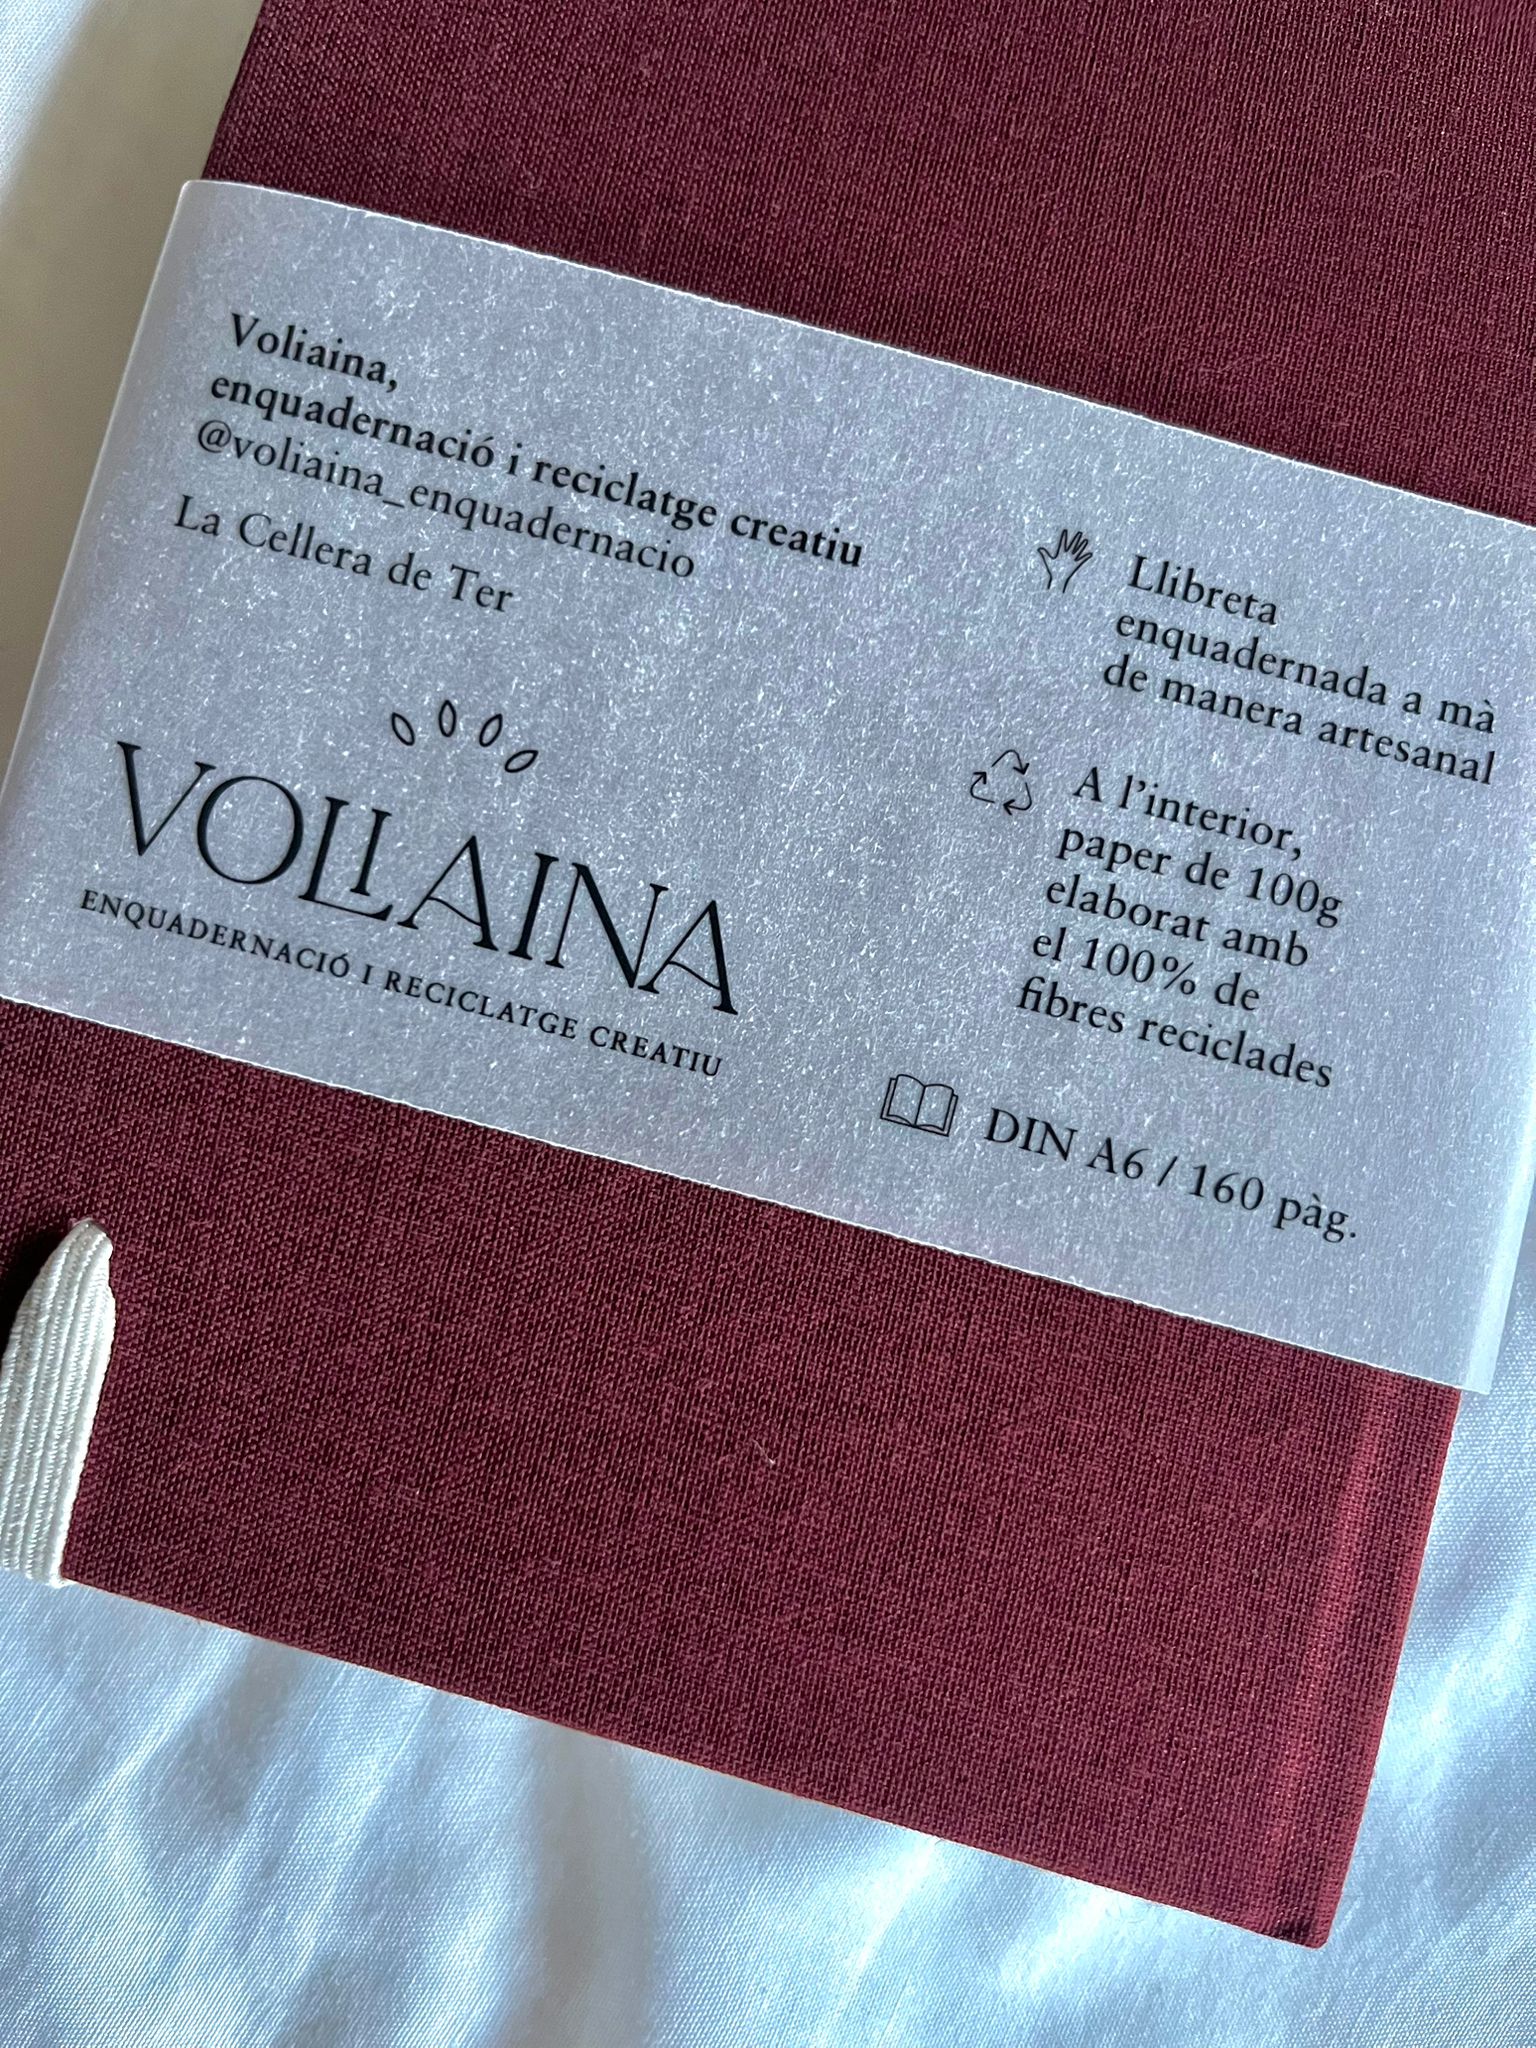 Voliaina,
enquadernació i reciclatge creatiu
@voliaina_enquadernacio
La Cellera de Ter
VOLIAINA
ENQUADERNACIÓ I RECICLATGE CREATIU
Llibreta
enquadernada a mà
de manera artesanal
A l’interior,
paper de 100g
elaborat amb
el 100% de
fibres reciclades
DIN A6 / 160 pàg.